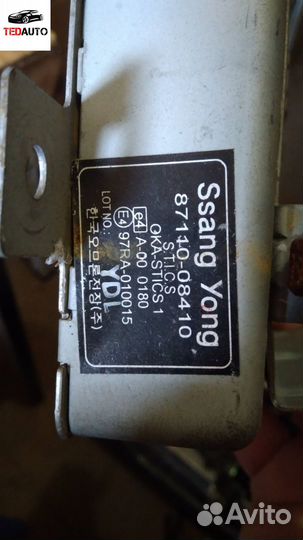 TEDAUTO
Ssang Yong
87110-08410
S.T.I.C.S
OKA-STICS 1
e4 A-00 0180
E4 97RA-010015
LOT NO.: YDL
한국오므론전장(주)
Avito